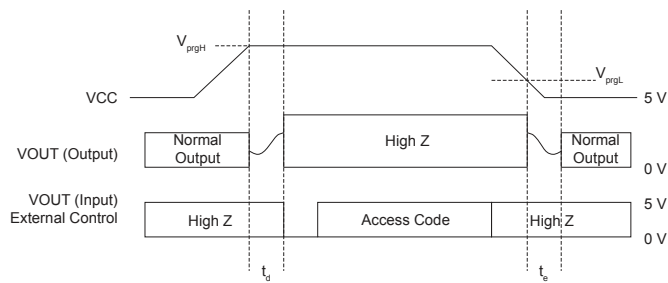 VprgH
VprgL
VCC
5 V
VOUT (Output)
Normal
Output
High Z
Normal
Output
0 V
VOUT (Input)
External Control
High Z
Access Code
High Z
5 V
0 V
td
te